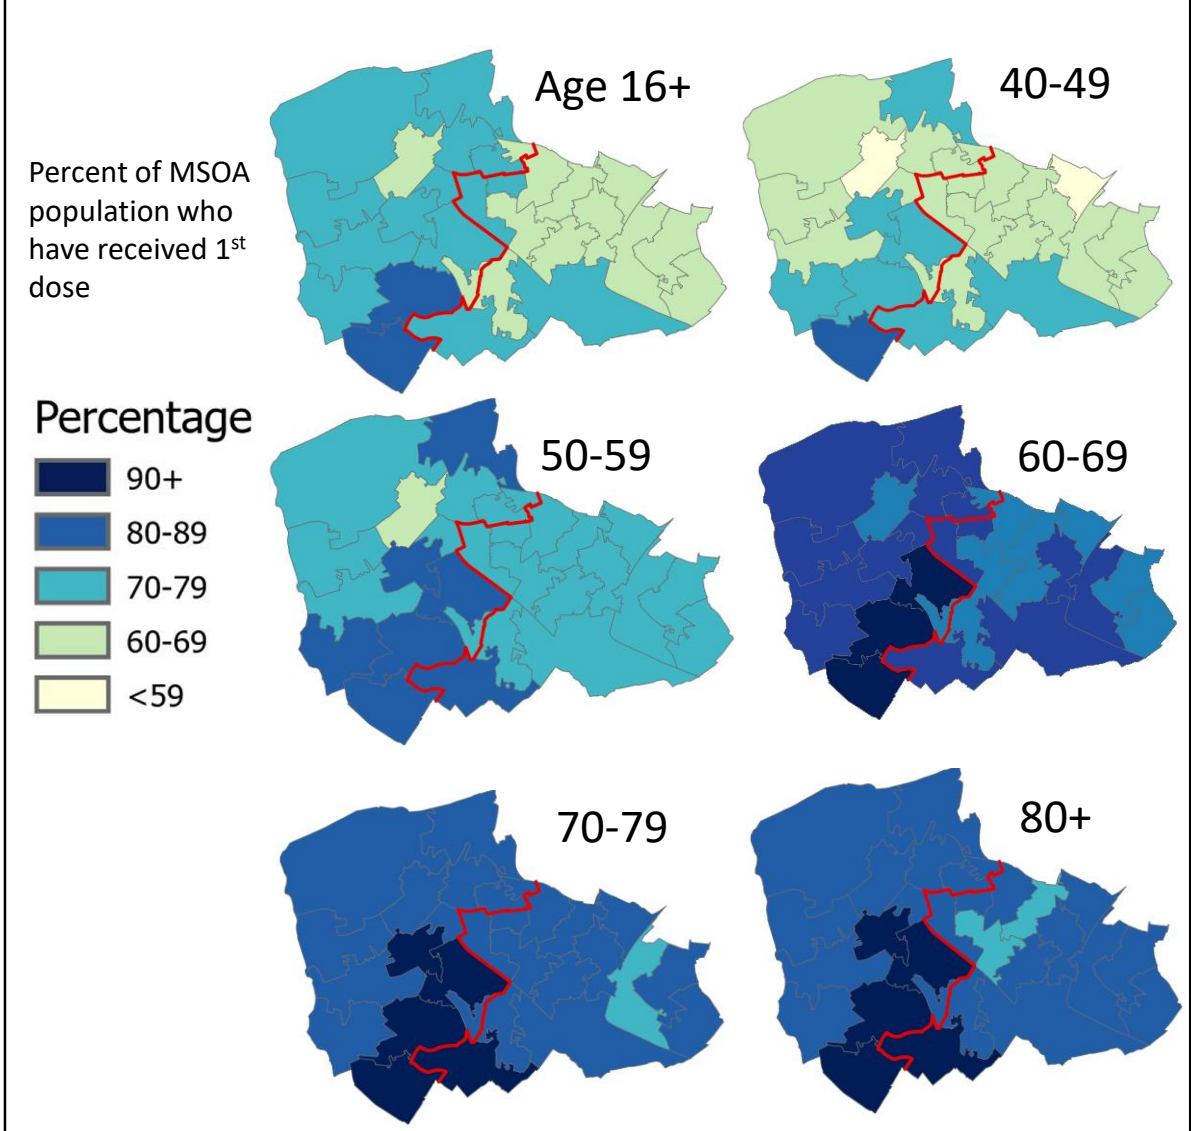 Age 16+
40-49
Percent of MSOA
population who
have received 1st
dose
Percentage
90+
80-89
70-79
60-69
<59
50-59
60-69
70-79
80+